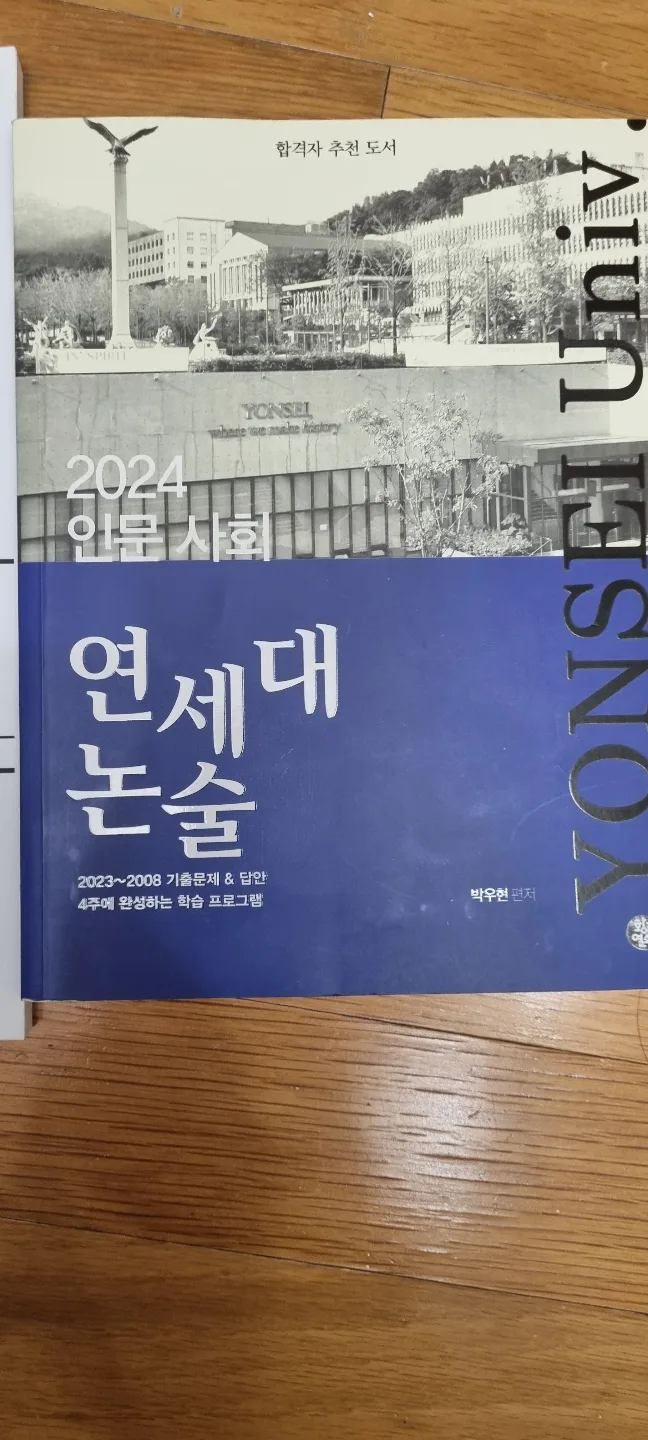 합격자 추천 도서
YONSEI Univ.
IN SPIRIT
YONSEI,
where we make history
2024
인문 사회
연세대
논술
2023~2008 기출문제 & 답안
4주에 완성하는 학습 프로그램
박우현 편저